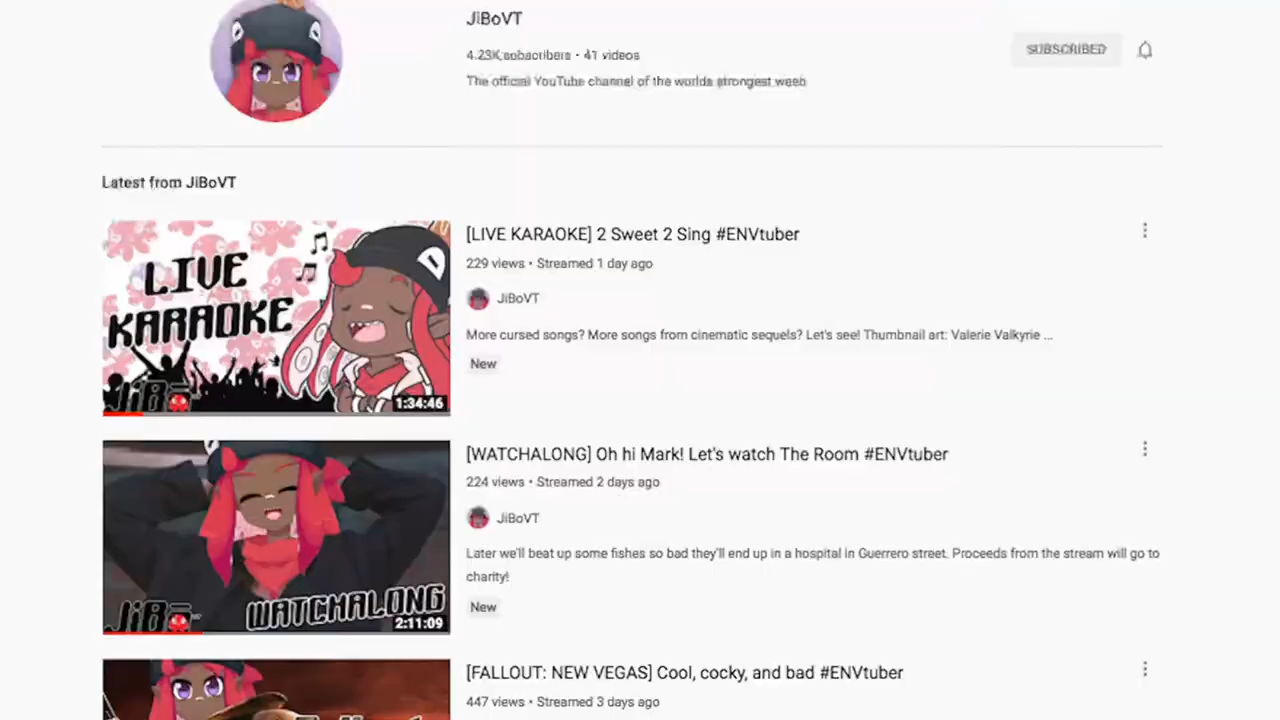 JiBoVT
4.23K subscribers • 41 videos
SUBSCRIBED
The official YouTube channel of the worlds strongest weeb
Latest from JiBoVT
LIVE
KARAOKE
JiBo
1:34:46
[LIVE KARAOKE] 2 Sweet 2 Sing #ENVtuber
229 views • Streamed 1 day ago
JiBoVT
More cursed songs? More songs from cinematic sequels? Let's see! Thumbnail art: Valerie Valkyrie ...
New
JiBo
WATCHALONG
2:11:09
[WATCHALONG] Oh hi Mark! Let's watch The Room #ENVtuber
224 views • Streamed 2 days ago
JiBoVT
Later we'll beat up some fishes so bad they'll end up in a hospital in Guerrero street. Proceeds from the stream will go to
charity!
New
[FALLOUT: NEW VEGAS] Cool, cocky, and bad #ENVtuber
447 views • Streamed 3 days ago